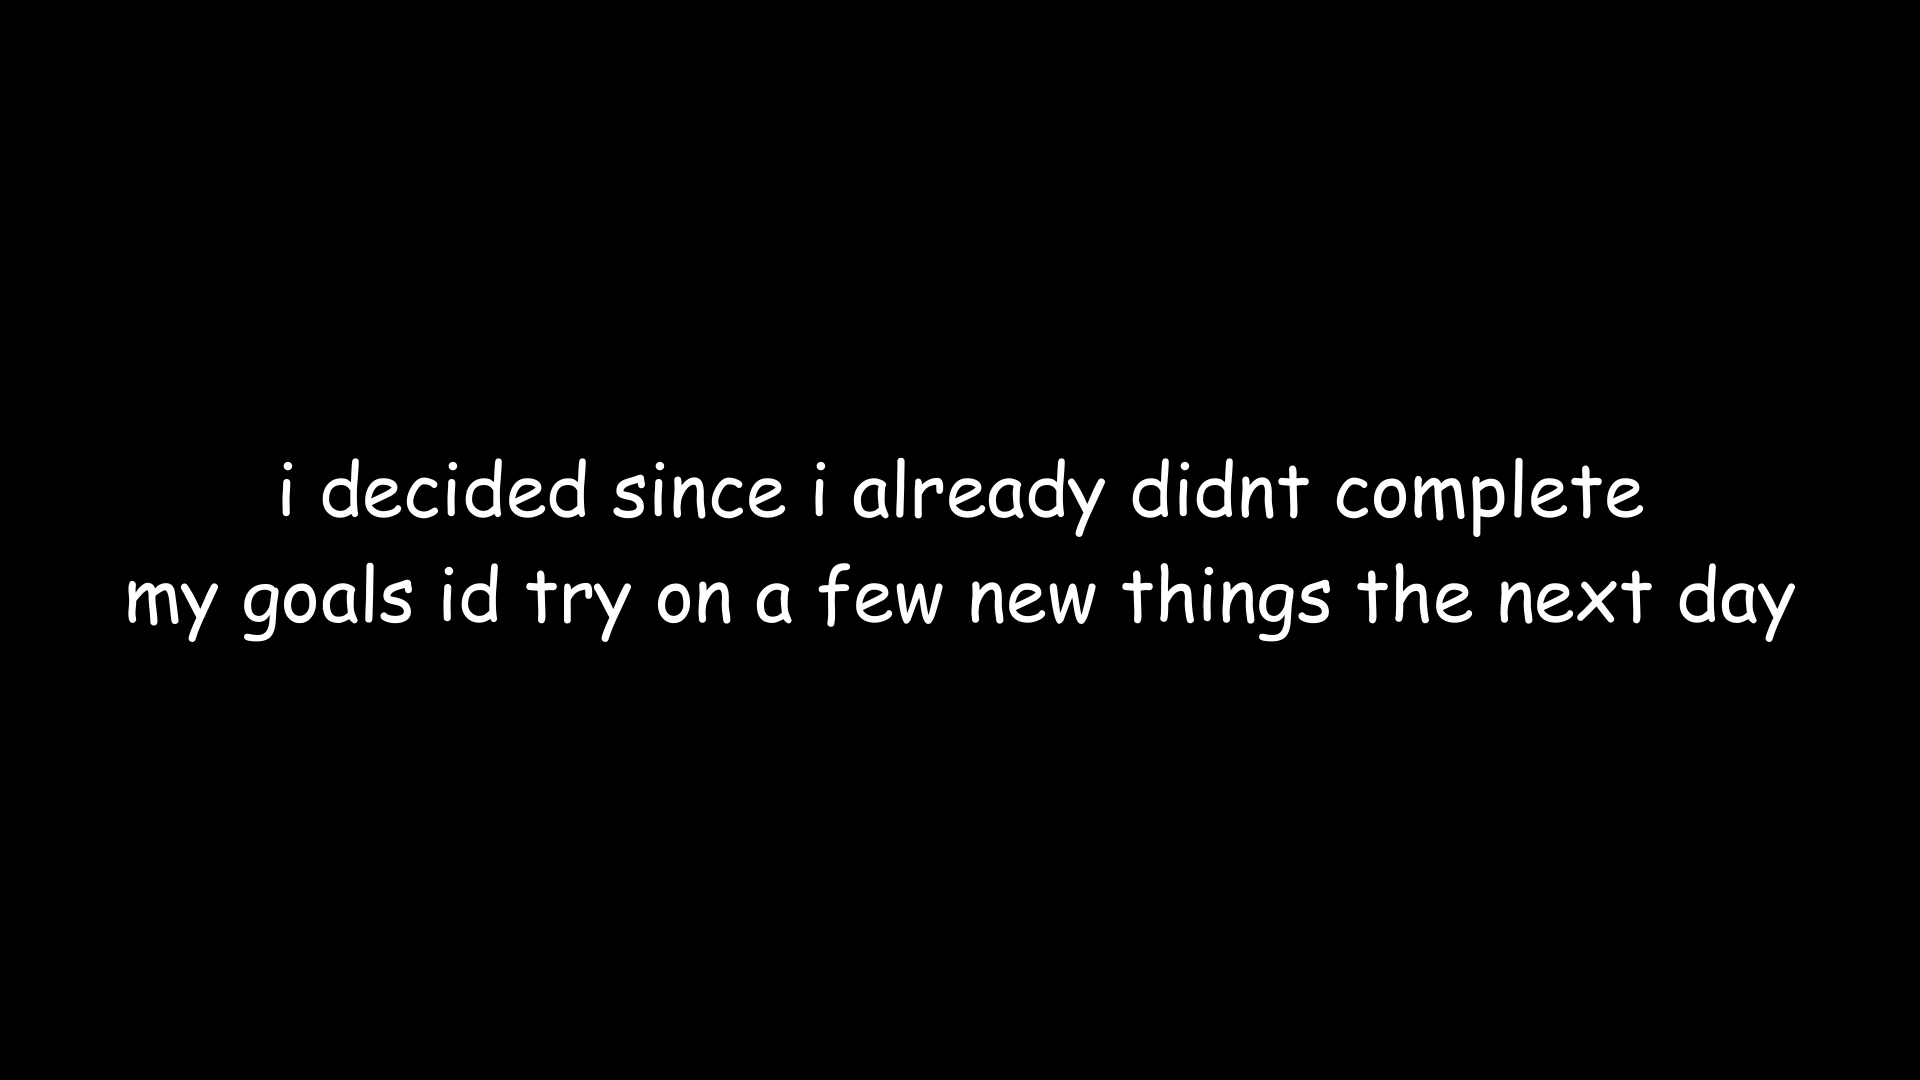 i decided since i already didnt complete
my goals id try on a few new things the next day